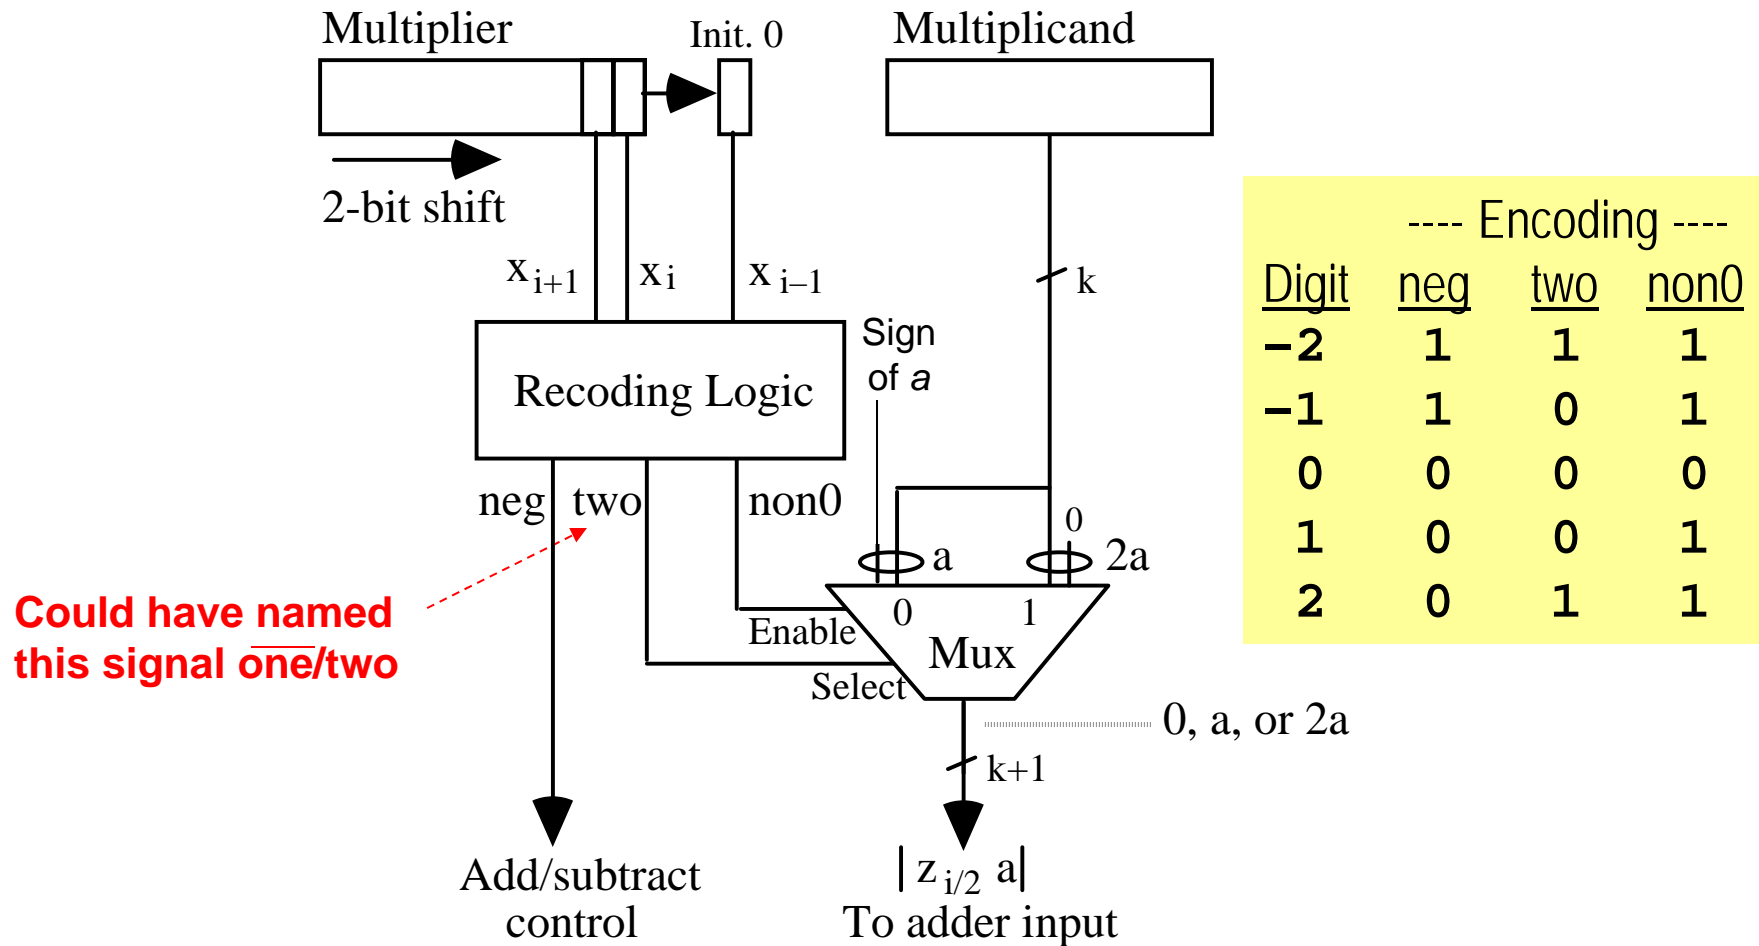 Multiplier
Init. 0
Multiplicand
2-bit shift
x i+1
x i
x i–1
k
---- Encoding ----
Digit neg two non0
–2 1 1 1
–1 1 0 1
0 0 0 0
1 0 0 1
2 0 1 1
Sign
of a
Recoding Logic
neg
two
non0
0
a
2a
0
1
Enable
Mux
Select
Could have named
this signal one/two
0, a, or 2a
k+1
Add/subtract
control
| z i/2 a|
To adder input